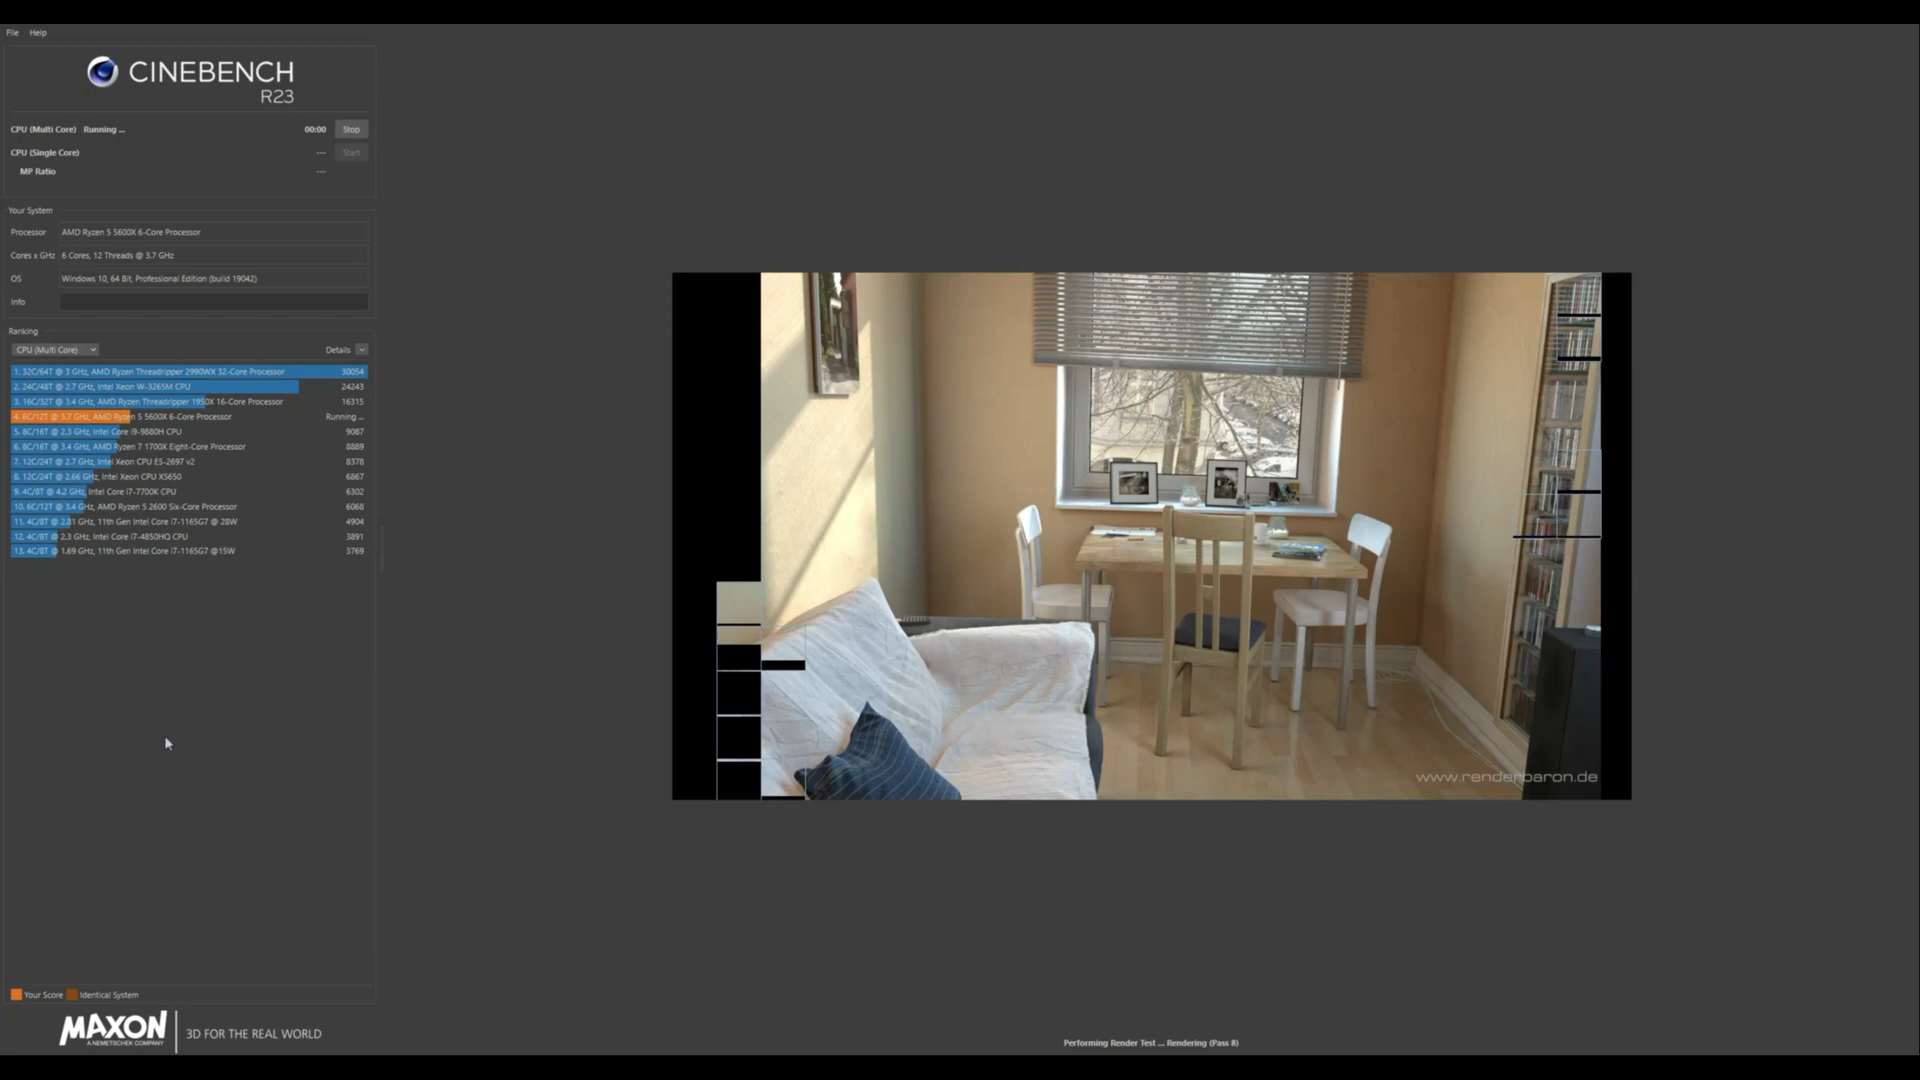 File Help
CINEBENCH
R23
CPU (Multi Core) Running ... 00:00 Stop
CPU (Single Core) --- Start
MP Ratio ---
Your System
Processor AMD Ryzen 5 5600X 6-Core Processor
Cores x GHz 6 Cores, 12 Threads @ 3.7 GHz
OS Windows 10, 64 Bit, Professional Edition (build 19042)
Info
Ranking
CPU (Multi Core) Details
1. 32C/64T @ 3 GHz, AMD Ryzen Threadripper 2990WX 32-Core Processor 30054
2. 24C/48T @ 2.7 GHz, Intel Xeon W-3265M CPU 24243
3. 16C/32T @ 3.4 GHz, AMD Ryzen Threadripper 1950X 16-Core Processor 16315
4. 6C/12T @ 3.7 GHz, AMD Ryzen 5 5600X 6-Core Processor Running ...
5. 8C/16T @ 2.3 GHz, Intel Core i9-9880H CPU 9087
6. 8C/16T @ 3.4 GHz, AMD Ryzen 7 1700X Eight-Core Processor 8889
7. 12C/24T @ 2.7 GHz, Intel Xeon CPU E5-2697 v2 8378
8. 12C/24T @ 2.66 GHz, Intel Xeon CPU X5650 6867
9. 4C/8T @ 4.2 GHz, Intel Core i7-7700K CPU 6302
10. 6C/12T @ 3.4 GHz, AMD Ryzen 5 2600 Six-Core Processor 6068
11. 4C/8T @ 2.81 GHz, 11th Gen Intel Core i7-1165G7 @ 28W 4904
12. 4C/8T @ 2.3 GHz, Intel Core i7-4850HQ CPU 3891
13. 4C/8T @ 1.69 GHz, 11th Gen Intel Core i7-1165G7 @15W 3769
www.renderbaron.de
Your Score Identical System
MAXON
A NEMETSCHEK COMPANY
3D FOR THE REAL WORLD
Performing Render Test ... Rendering (Pass 8)